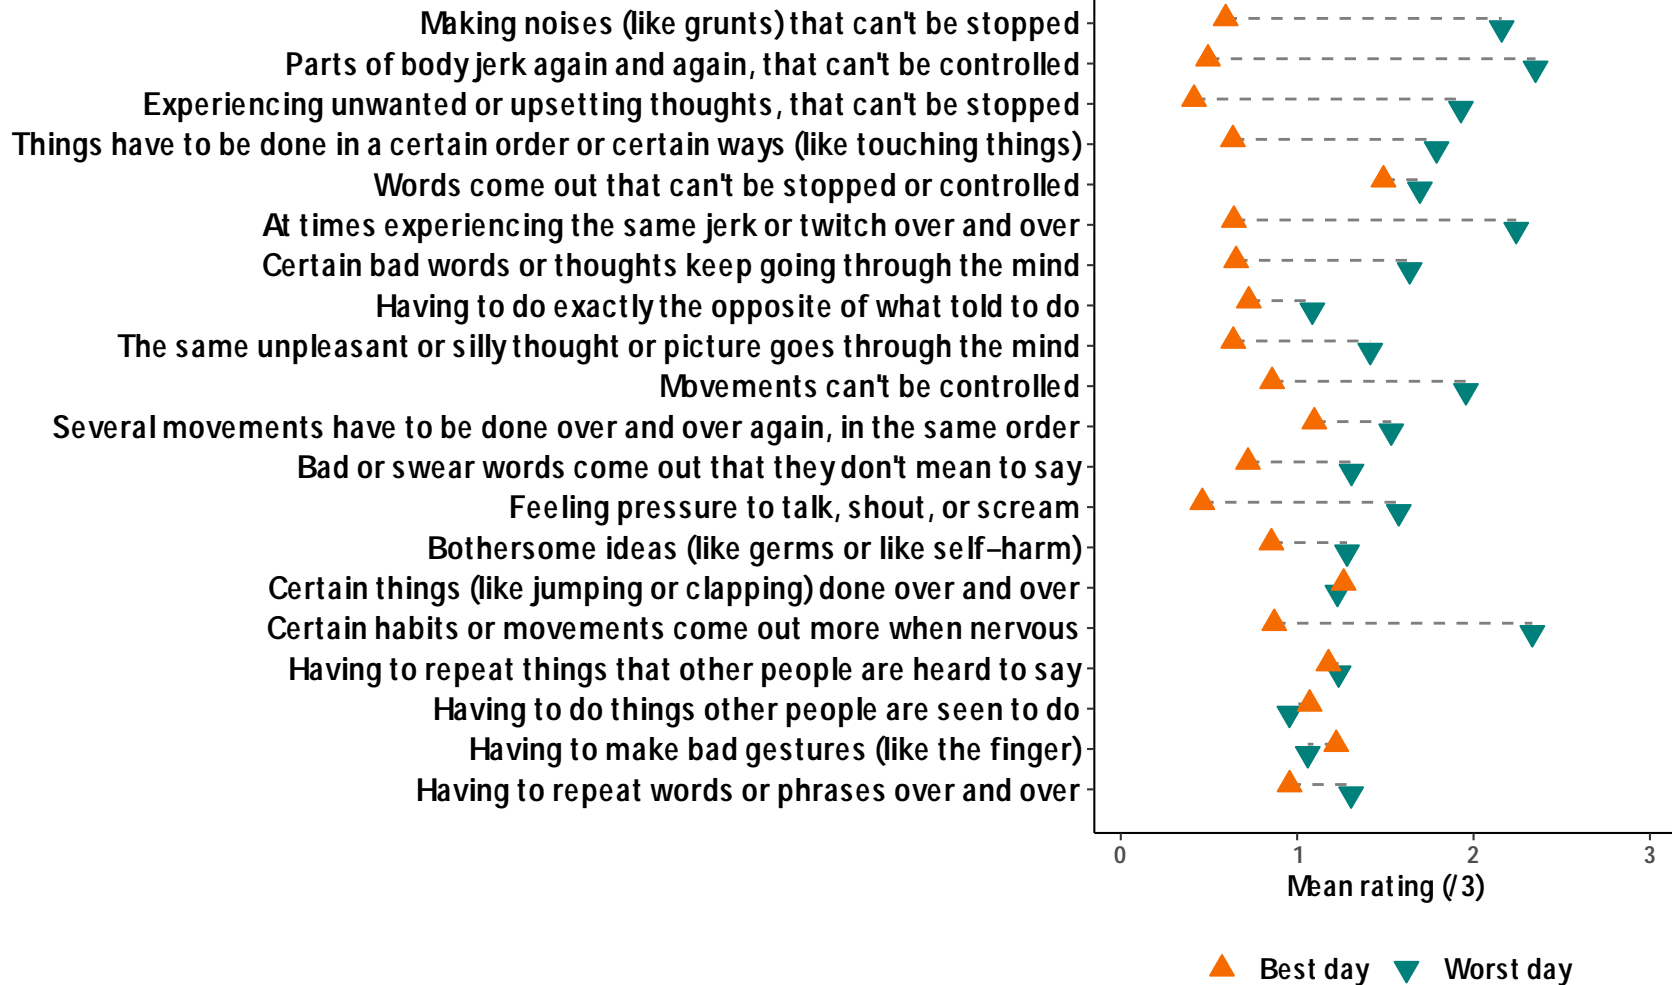 Making noises (like grunts) that can't be stopped
Parts of body jerk again and again, that can't be controlled
Experiencing unwanted or upsetting thoughts, that can't be stopped
Things have to be done in a certain order or certain ways (like touching things)
Words come out that can't be stopped or controlled
At times experiencing the same jerk or twitch over and over
Certain bad words or thoughts keep going through the mind
Having to do exactly the opposite of what told to do
The same unpleasant or silly thought or picture goes through the mind
Movements can't be controlled
Several movements have to be done over and over again, in the same order
Bad or swear words come out that they don't mean to say
Feeling pressure to talk, shout, or scream
Bothersome ideas (like germs or like self−harm)
Certain things (like jumping or clapping) done over and over
Certain habits or movements come out more when nervous
Having to repeat things that other people are heard to say
Having to do things other people are seen to do
Having to make bad gestures (like the finger)
Having to repeat words or phrases over and over
0 1 2 3
Mean rating (/3)
Best day Worst day